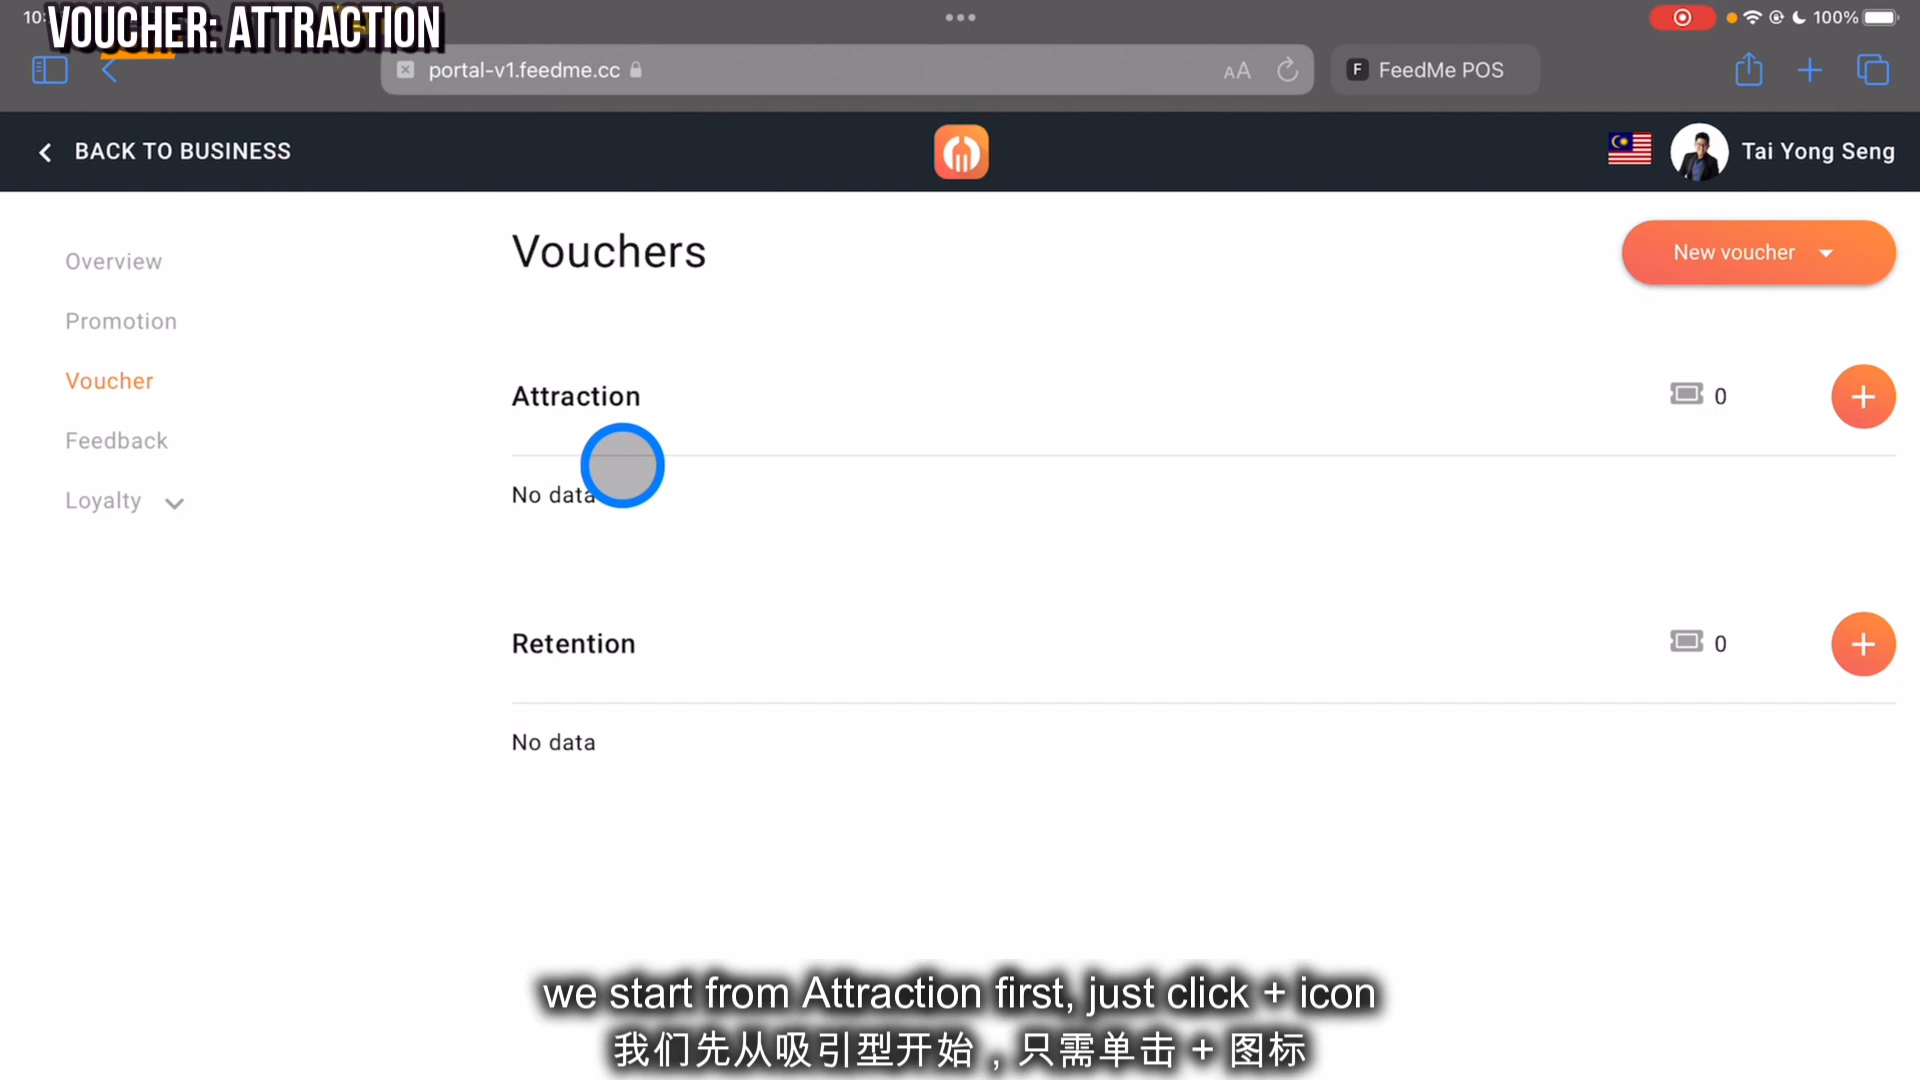 10:
VOUCHER: ATTRACTION
100%
portal-v1.feedme.cc
AA
F FeedMe POS
BACK TO BUSINESS
Tai Yong Seng
Overview
Promotion
Voucher
Feedback
Loyalty
Vouchers
New voucher
Attraction
0
+
No data
Retention
0
+
No data
we start from Attraction first, just click + icon
我们先从吸引型开始，只需单击 + 图标